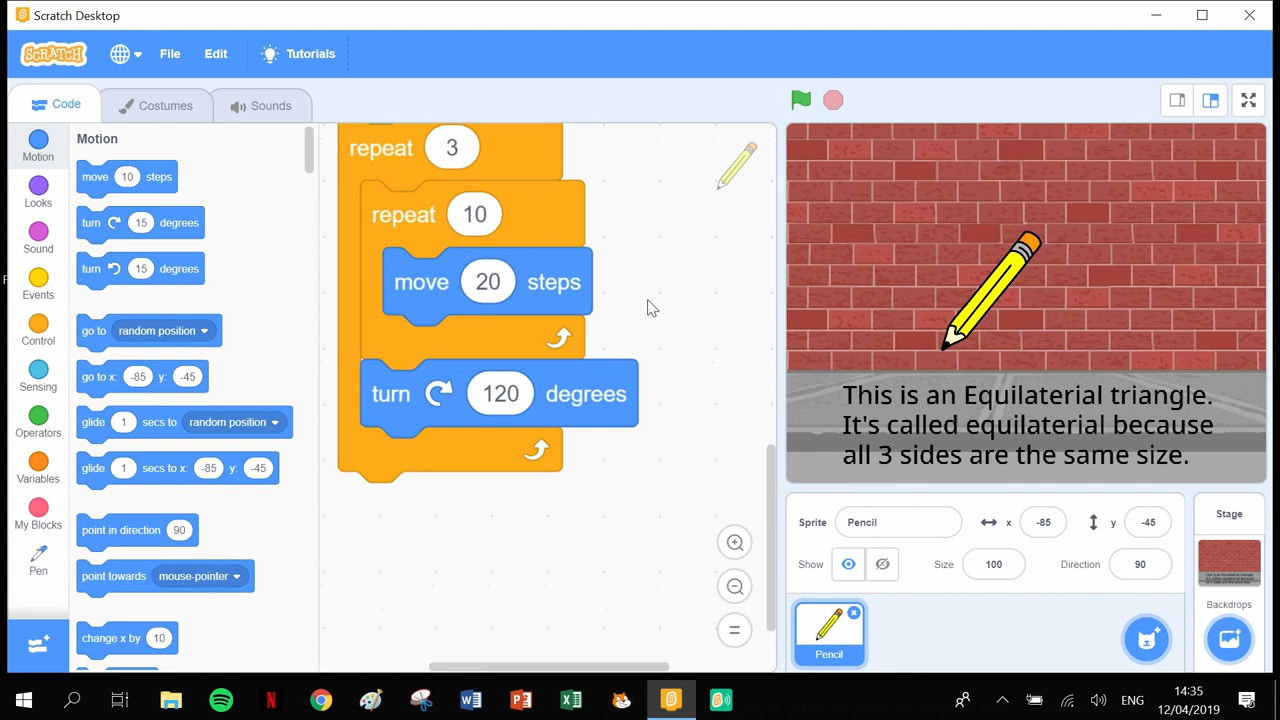 Scratch Desktop
SCRATCH File Edit Tutorials
Code Costumes Sounds
Motion
Motion
Looks
Sound
Events
Control
Sensing
Operators
Variables
My Blocks
Pen
move 10 steps
turn 15 degrees
turn 15 degrees
go to random position
go to x: -85 y: -45
glide 1 secs to random position
glide 1 secs to x: -85 y: -45
point in direction 90
point towards mouse-pointer
change x by 10
repeat 3
repeat 10
move 20 steps
turn 120 degrees
This is an Equilaterial triangle.
It's called equilaterial because
all 3 sides are the same size.
Sprite Pencil x -85 y -45
Show Size 100 Direction 90
Pencil
Stage
Backdrops
ENG
14:35
12/04/2019